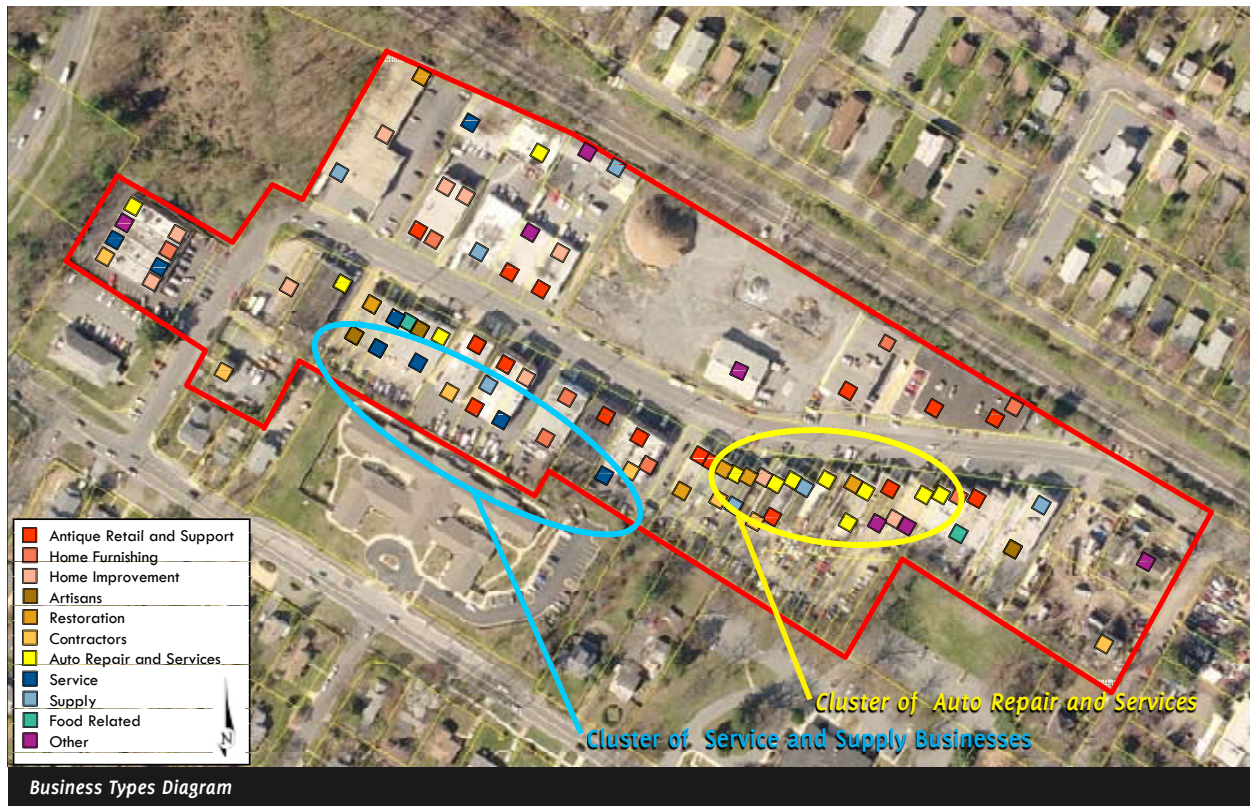 Antique Retail and Support
Home Furnishing
Home Improvement
Artisans
Restoration
Contractors
Auto Repair and Services
Service
Supply
Food Related
Other
N
Cluster of Auto Repair and Services
Cluster of Service and Supply Businesses
Business Types Diagram